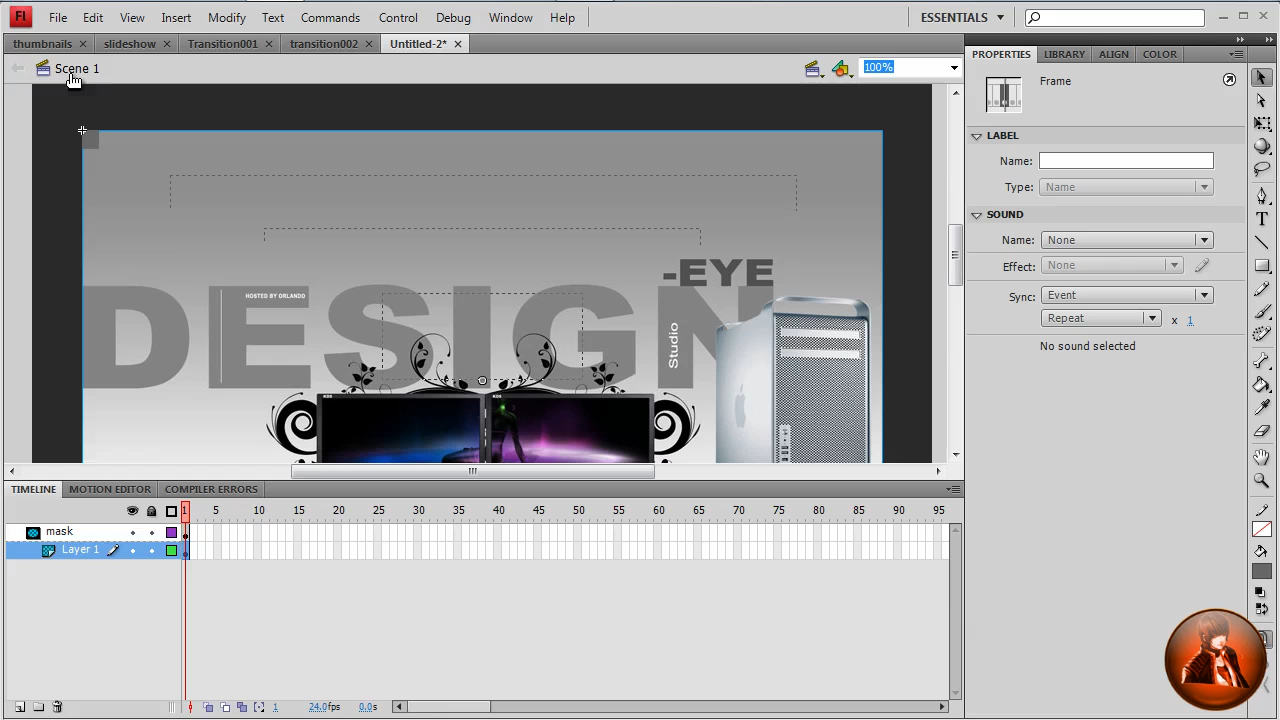 Fl File Edit View Insert Modify Text Commands Control Debug Window Help ESSENTIALS
thumbnails slideshow Transition001 transition002 Untitled-2*
PROPERTIES LIBRARY ALIGN COLOR
Scene 1 100%
Frame
LABEL
Name:
Type: Name
SOUND
Name: None
Effect: None
Sync: Event
Repeat x 1
No sound selected
-EYE
DESIGN
HOSTED BY ORLANDO
Studio
KDS KDS
TIMELINE MOTION EDITOR COMPILER ERRORS
1 5 10 15 20 25 30 35 40 45 50 55 60 65 70 75 80 85 90 95
mask
Layer 1
1 24.0fps 0.0s